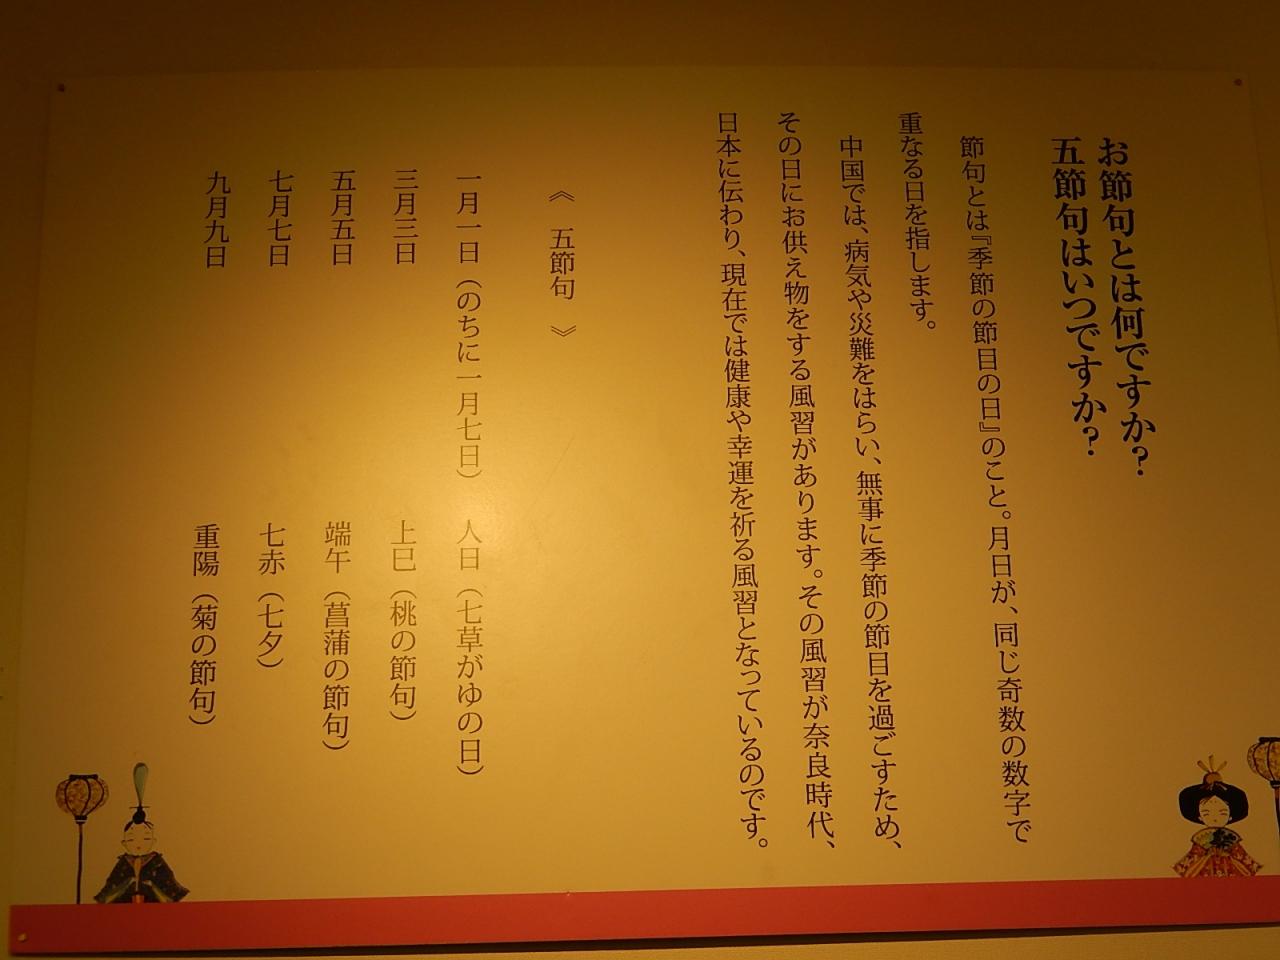 お節句とは何ですか?
五節句はいつですか?
節句とは『季節の節目の日』のこと。月日が、同じ奇数の数字で
重なる日を指します。
中国では、病気や災難をはらい、無事に季節の節目を過ごすため、
その日にお供え物をする風習があります。その風習が奈良時代、
日本に伝わり、現在では健康や幸運を祈る風習となっているのです。
《 五節句 》
一月一日(のちに一月七日) 人日(七草がゆの日)
三月三日 上巳(桃の節句)
五月五日 端午(菖蒲の節句)
七月七日 七赤(七夕)
九月九日 重陽(菊の節句)